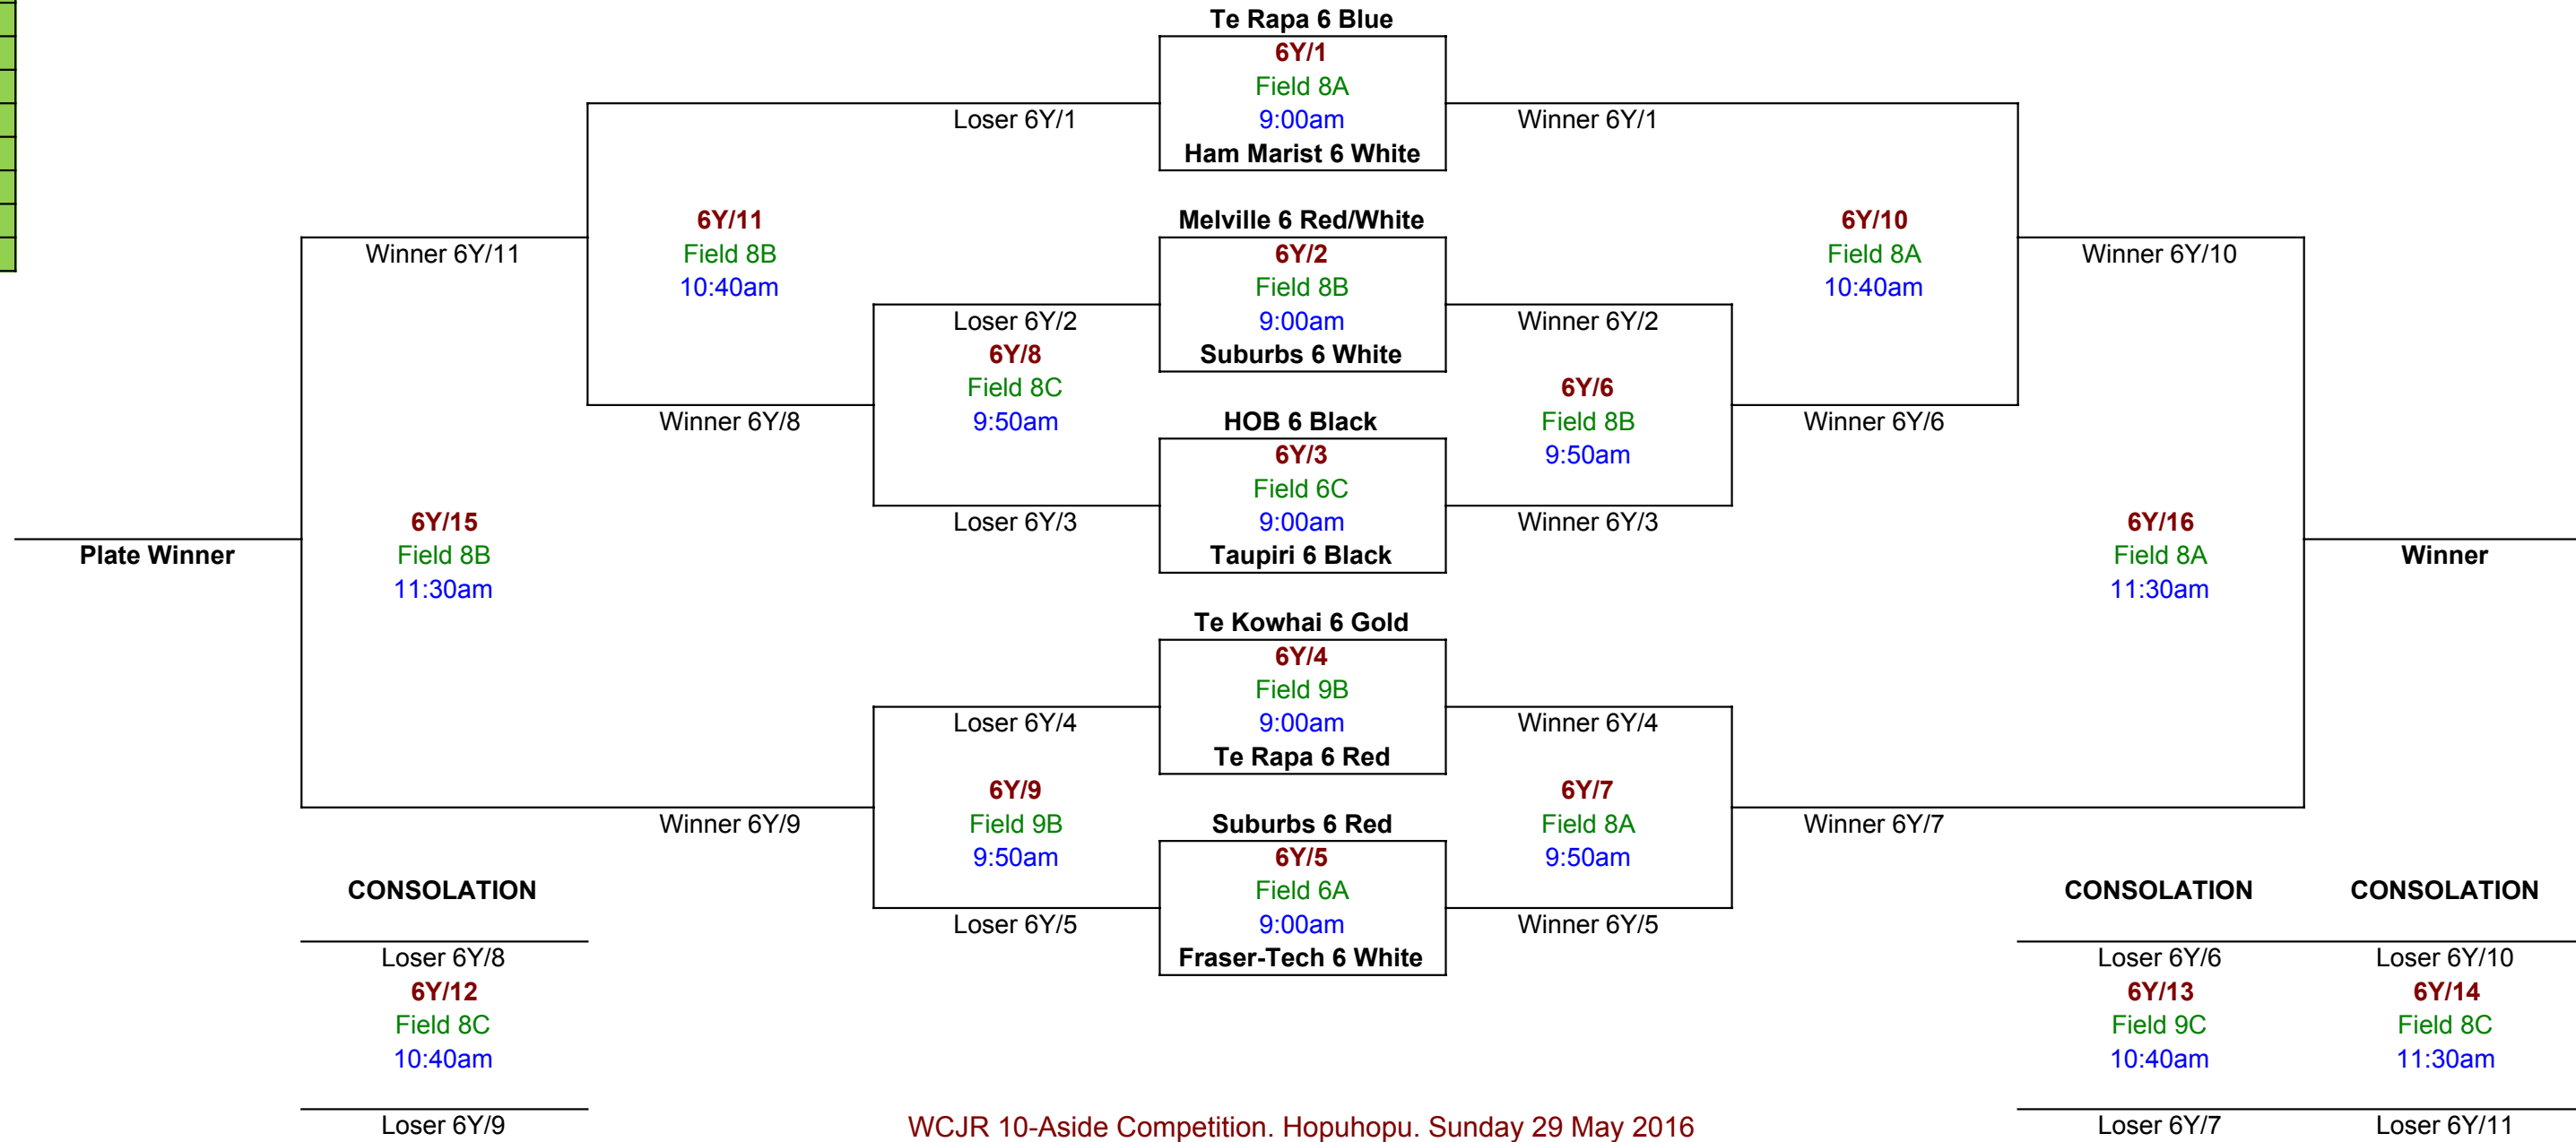 Te Rapa 6 Blue
6Y/1
Field 8A
Loser 6Y/1 9:00am Winner 6Y/1
Ham Marist 6 White
6Y/11 Melville 6 Red/White 6Y/10
Winner 6Y/11 Field 8B 6Y/2 Field 8A Winner 6Y/10
10:40am Field 8B 10:40am
Loser 6Y/2 9:00am Winner 6Y/2
6Y/8 Suburbs 6 White
Field 8C 6Y/6
Winner 6Y/8 9:50am HOB 6 Black Field 8B Winner 6Y/6
6Y/3 9:50am
Field 6C
6Y/15 Loser 6Y/3 9:00am Winner 6Y/3 6Y/16
Plate Winner Field 8B Taupiri 6 Black Field 8A Winner
11:30am 11:30am
Te Kowhai 6 Gold
6Y/4
Field 9B
Loser 6Y/4 9:00am Winner 6Y/4
Te Rapa 6 Red
6Y/9 6Y/7
Winner 6Y/9 Field 9B Suburbs 6 Red Field 8A Winner 6Y/7
9:50am 6Y/5 9:50am
CONSOLATION Field 6A CONSOLATION CONSOLATION
Loser 6Y/5 9:00am Winner 6Y/5
Loser 6Y/8 Fraser-Tech 6 White Loser 6Y/6 Loser 6Y/10
6Y/12 6Y/13 6Y/14
Field 8C Field 9C Field 8C
10:40am 10:40am 11:30am
Loser 6Y/9 WCJR 10-Aside Competition. Hopuhopu. Sunday 29 May 2016 Loser 6Y/7 Loser 6Y/11